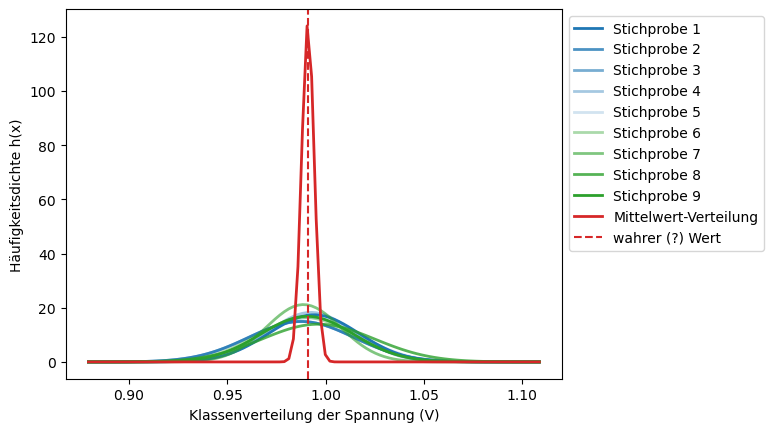 Häufigkeitsdichte h(x)
120
100
80
60
40
20
0
0.90
0.95
1.00
1.05
1.10
Klassenverteilung der Spannung (V)
Stichprobe 1
Stichprobe 2
Stichprobe 3
Stichprobe 4
Stichprobe 5
Stichprobe 6
Stichprobe 7
Stichprobe 8
Stichprobe 9
Mittelwert-Verteilung
wahrer (?) Wert